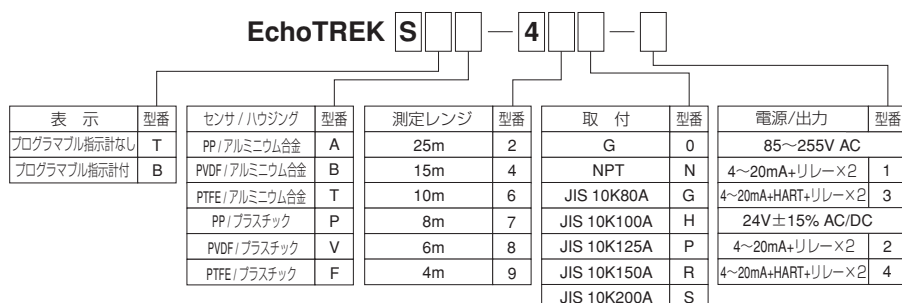 EchoTREK S — 4 —
表 示 型番
プログラマブル指示計なし T
プログラマブル指示計付 B
センサ / ハウジング 型番
PP / アルミニウム合金 A
PVDF / アルミニウム合金 B
PTFE / アルミニウム合金 T
PP / プラスチック P
PVDF / プラスチック V
PTFE / プラスチック F
測定レンジ 型番
25m 2
15m 4
10m 6
8m 7
6m 8
4m 9
取 付 型番
G 0
NPT N
JIS 10K80A G
JIS 10K100A H
JIS 10K125A P
JIS 10K150A R
JIS 10K200A S
電源/出力 型番
85～255V AC
4～20mA+リレー×2 1
4～20mA+HART+リレー×2 3
24V±15% AC/DC
4～20mA+リレー×2 2
4～20mA+HART+リレー×2 4